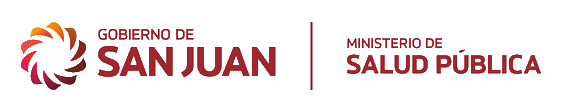 GOBIERNO DE
SAN JUAN
MINISTERIO DE
SALUD PÚBLICA